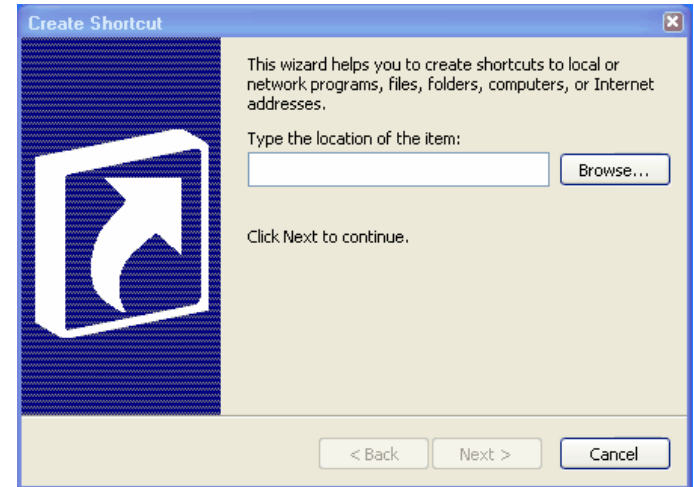 Create Shortcut
This wizard helps you to create shortcuts to local or
network programs, files, folders, computers, or Internet
addresses.
Type the location of the item:
Browse...
Click Next to continue.
< Back
Next >
Cancel